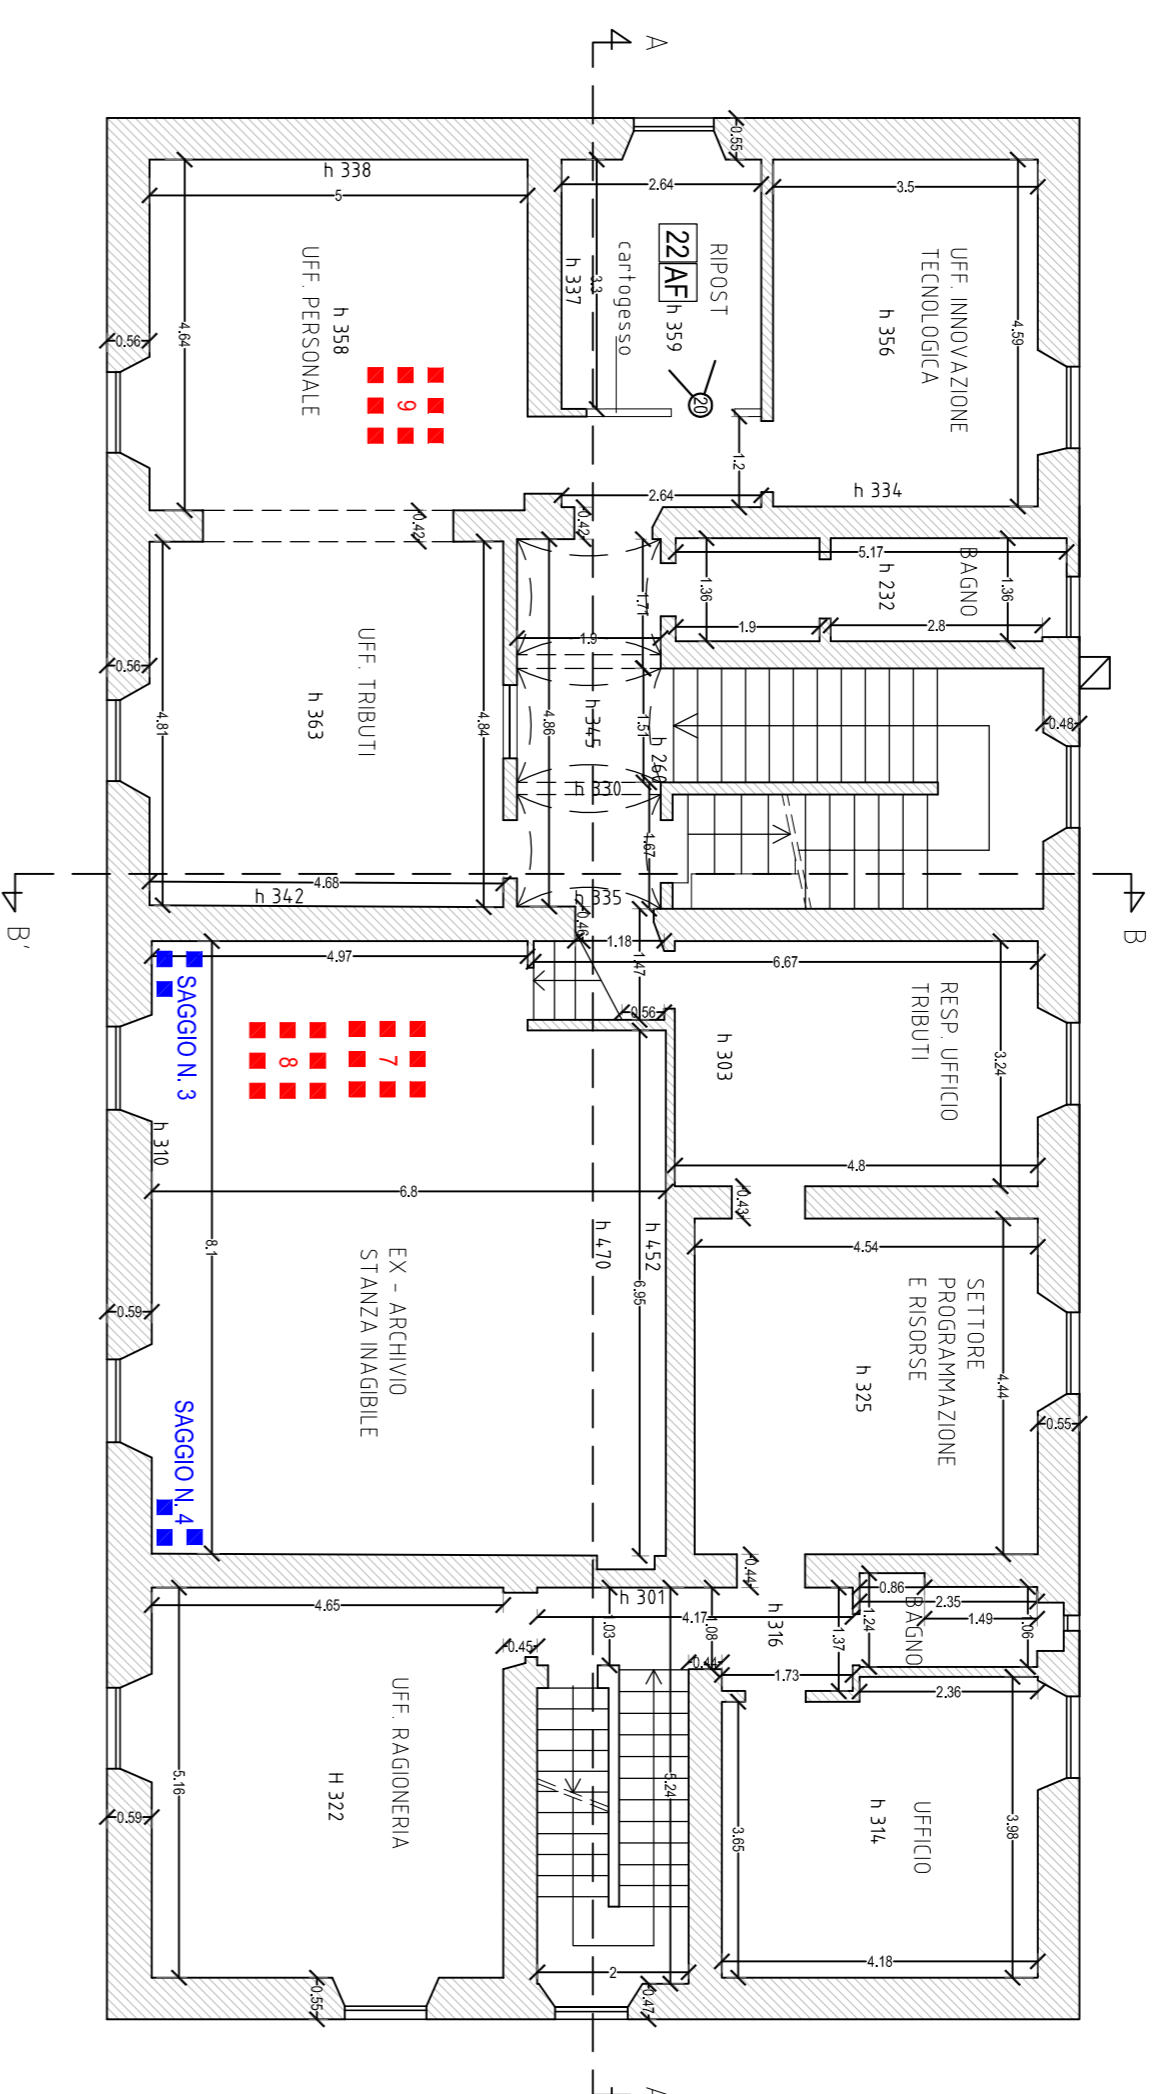 A
0.55
h 338
5
2.64
3.5
4.64
3.3
h 337
cartogesso
22 AF
RIPOST
h 359
20
UFF. INNOVAZIONE
TECNOLOGICA
h 356
4.59
UFF. PERSONALE
h 358
9
0.56
1.2
h 334
2.64
0.42
0.42
5.17
BAGNO
h 232
1.36
1.36
1.71
1.9
1.9
2.8
0.56
UFF. TRIBUTI
h 363
4.81
4.84
4.86
h 345
1.51
h 330
0.48
1.67
4.68
h 342
h 335
B'
B
0.46
1.18
1.47
4.97
6.67
0.56
SAGGIO N. 3
8
7
h 303
RESP. UFFICIO
TRIBUTI
3.24
h 310
4.8
6.8
0.43
8.1
h 470
h 452
6.95
4.54
EX - ARCHIVIO
STANZA INAGIBILE
SETTORE
PROGRAMMAZIONE
E RISORSE
h 325
4.44
0.59
0.55
SAGGIO N. 4
0.44
h 301
4.65
4.17
1.03
1.08
h 316
0.86
2.35
BAGNO
1.49
1.24
1.06
1.37
0.45
0.44
1.73
2.36
UFF. RAGIONERIA
H 322
5.16
0.59
5.24
3.65
UFFICIO
h 314
3.98
4.18
2
0.55
0.47